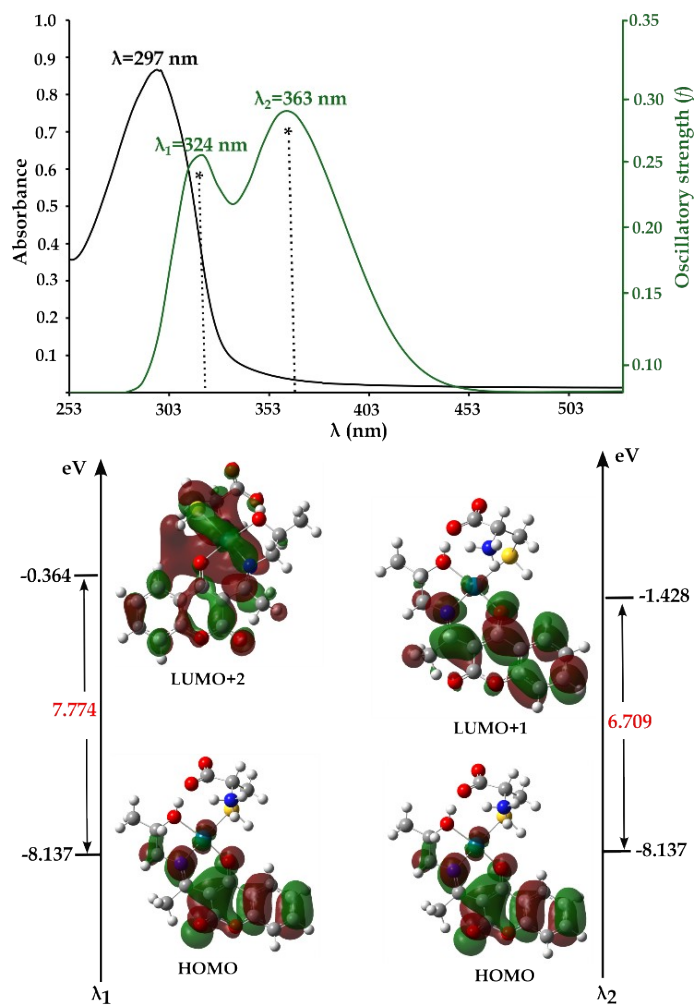 1.0
0.9
0.8
0.7
0.6
0.5
0.4
0.3
0.2
0.1
Absorbance
λ=297 nm
λ₁=324 nm
λ₂=363 nm
*
*
0.35
0.30
0.25
0.20
0.15
0.10
Oscillatory strength (f)
253
303
353
403
453
503
λ (nm)
eV
eV
-0.364
-1.428
LUMO+2
LUMO+1
7.774
6.709
-8.137
-8.137
HOMO
HOMO
λ₁
λ₂